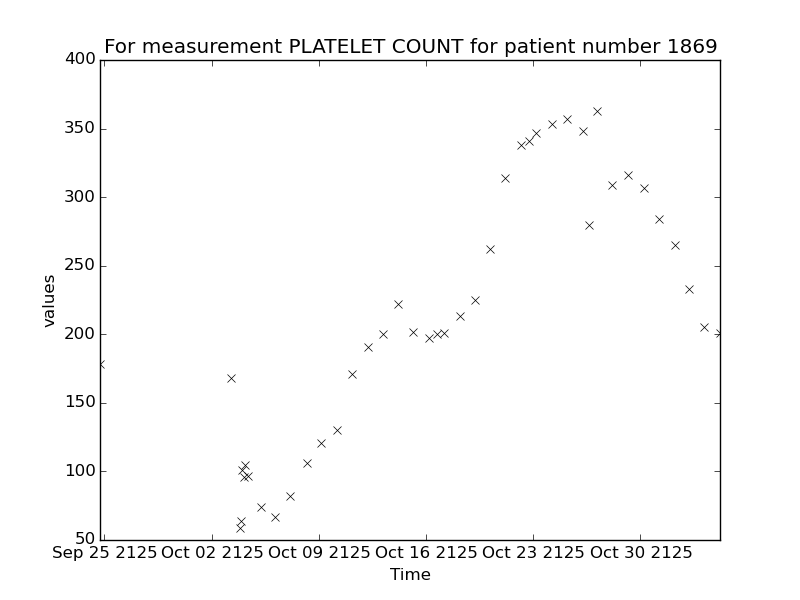 For measurement PLATELET COUNT for patient number 1869
400
350
300
250
200
150
100
50
values
Sep 25 2125 Oct 02 2125 Oct 09 2125 Oct 16 2125 Oct 23 2125 Oct 30 2125
Time